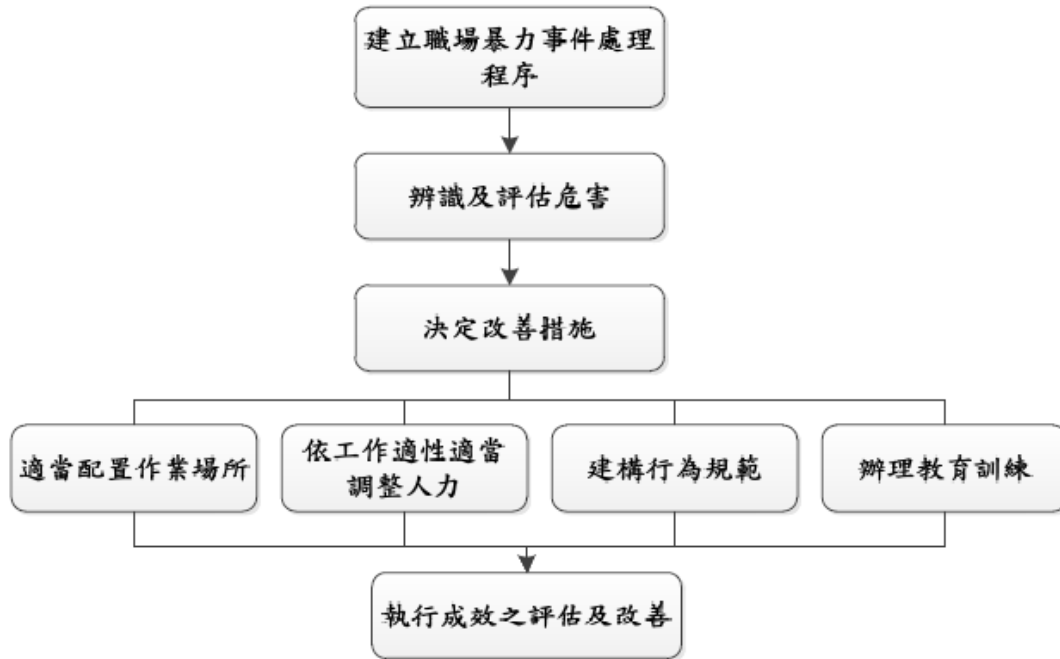 建立職場暴力事件處理
程序
辨識及評估危害
決定改善措施
適當配置作業場所
依工作適性適當
調整人力
建構行為規範
辦理教育訓練
執行成效之評估及改善